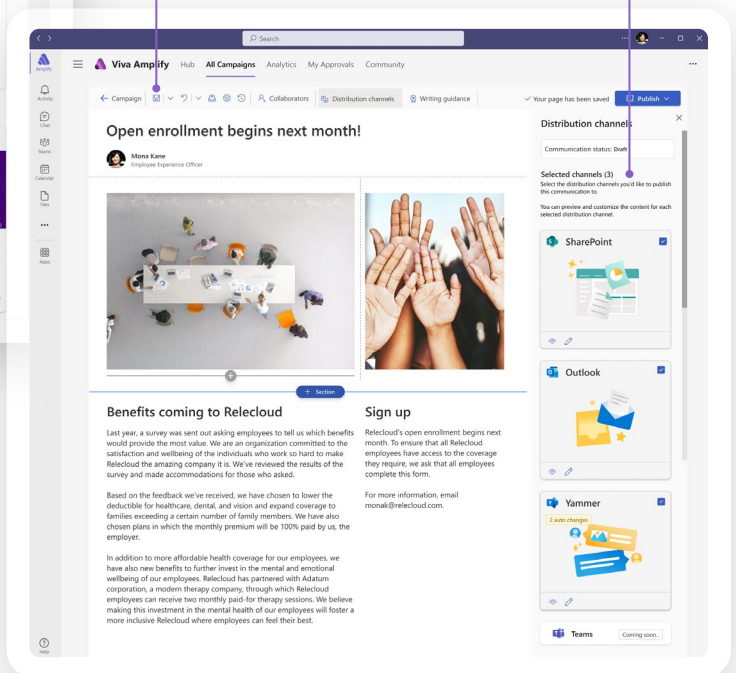 Search
Amplify
Activity
Chat
Teams
Calendar
Files
Apps
Help
Viva Amplify
Hub
All Campaigns
Analytics
My Approvals
Community
Campaign
Collaborators
Distribution channels
Writing guidance
Your page has been saved
Publish
Open enrollment begins next month!
Mona Kane
Employee Experience Officer
+ Section
Benefits coming to Relecloud
Last year, a survey was sent out asking employees to tell us which benefits
would provide the most value. We are an organization committed to the
satisfaction and wellbeing of the individuals who work so hard to make
Relecloud the amazing company it is. We've reviewed the results of the
survey and made accommodations for those who asked.
Based on the feedback we've received, we have chosen to lower the
deductible for healthcare, dental, and vision and expand coverage to
families exceeding a certain number of family members. We have also
chosen plans in which the monthly premium will be 100% paid by us, the
employer.
In addition to more affordable health coverage for our employees, we
have also new benefits to further invest in the mental and emotional
wellbeing of our employees. Relecloud has partnered with Adatum
corporation, a modern therapy company, through which Relecloud
employees can receive two monthly paid-for therapy sessions. We believe
making this investment in the mental health of our employees will foster a
more inclusive Relecloud where employees can feel their best.
Sign up
Relecloud's open enrollment begins next
month. To ensure that all Relecloud
employees have access to the coverage
they require, we ask that all employees
complete this form.
For more information, email
monak@relecloud.com.
Distribution channels
Communication status: Draft
Selected channels (3)
Select the distribution channels you'd like to publish
this communication to.
You can preview and customize the content for each
selected distribution channel.
SharePoint
Outlook
Yammer
2 auto changes
Teams
Coming soon..